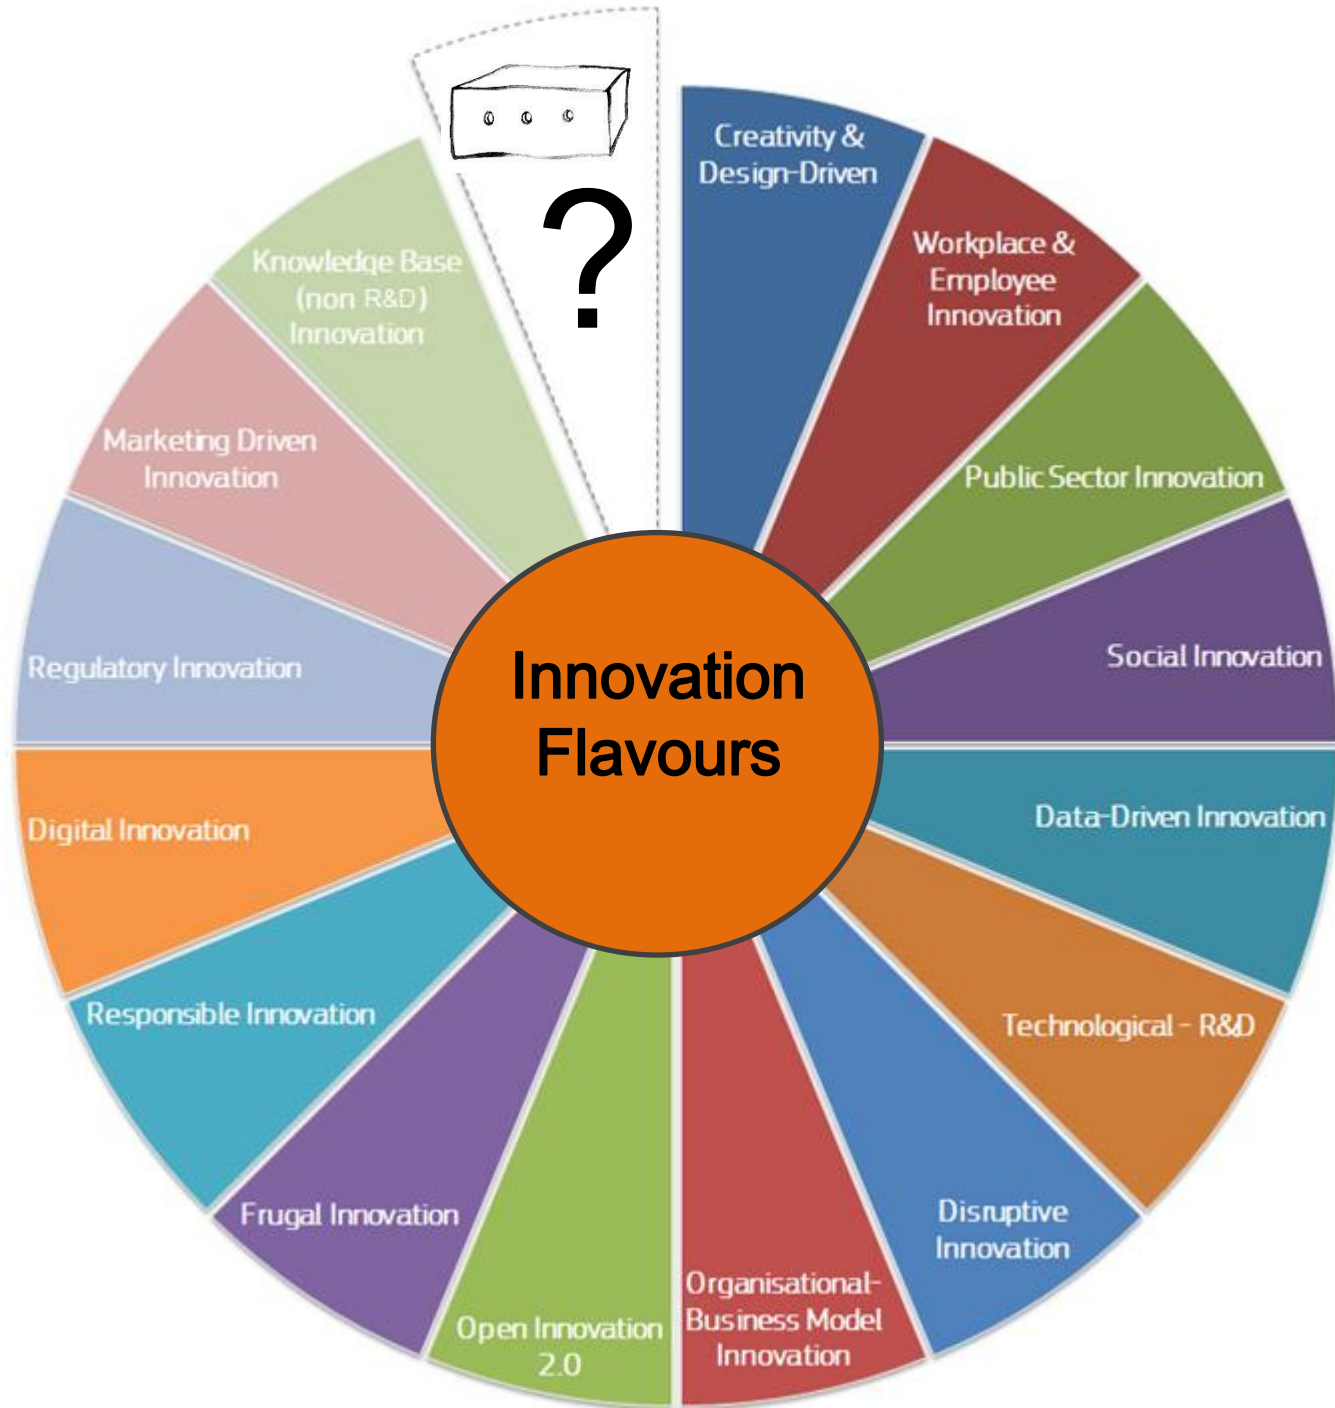 ?
Creativity &
Design-Driven
Workplace &
Employee
Innovation
Public Sector Innovation
Social Innovation
Data-Driven Innovation
Technological - R&D
Disruptive
Innovation
Organisational-
Business Model
Innovation
Open Innovation
2.0
Frugal Innovation
Responsible Innovation
Digital Innovation
Regulatory Innovation
Marketing Driven
Innovation
Knowledge Base
(non R&D)
Innovation
Innovation
Flavours